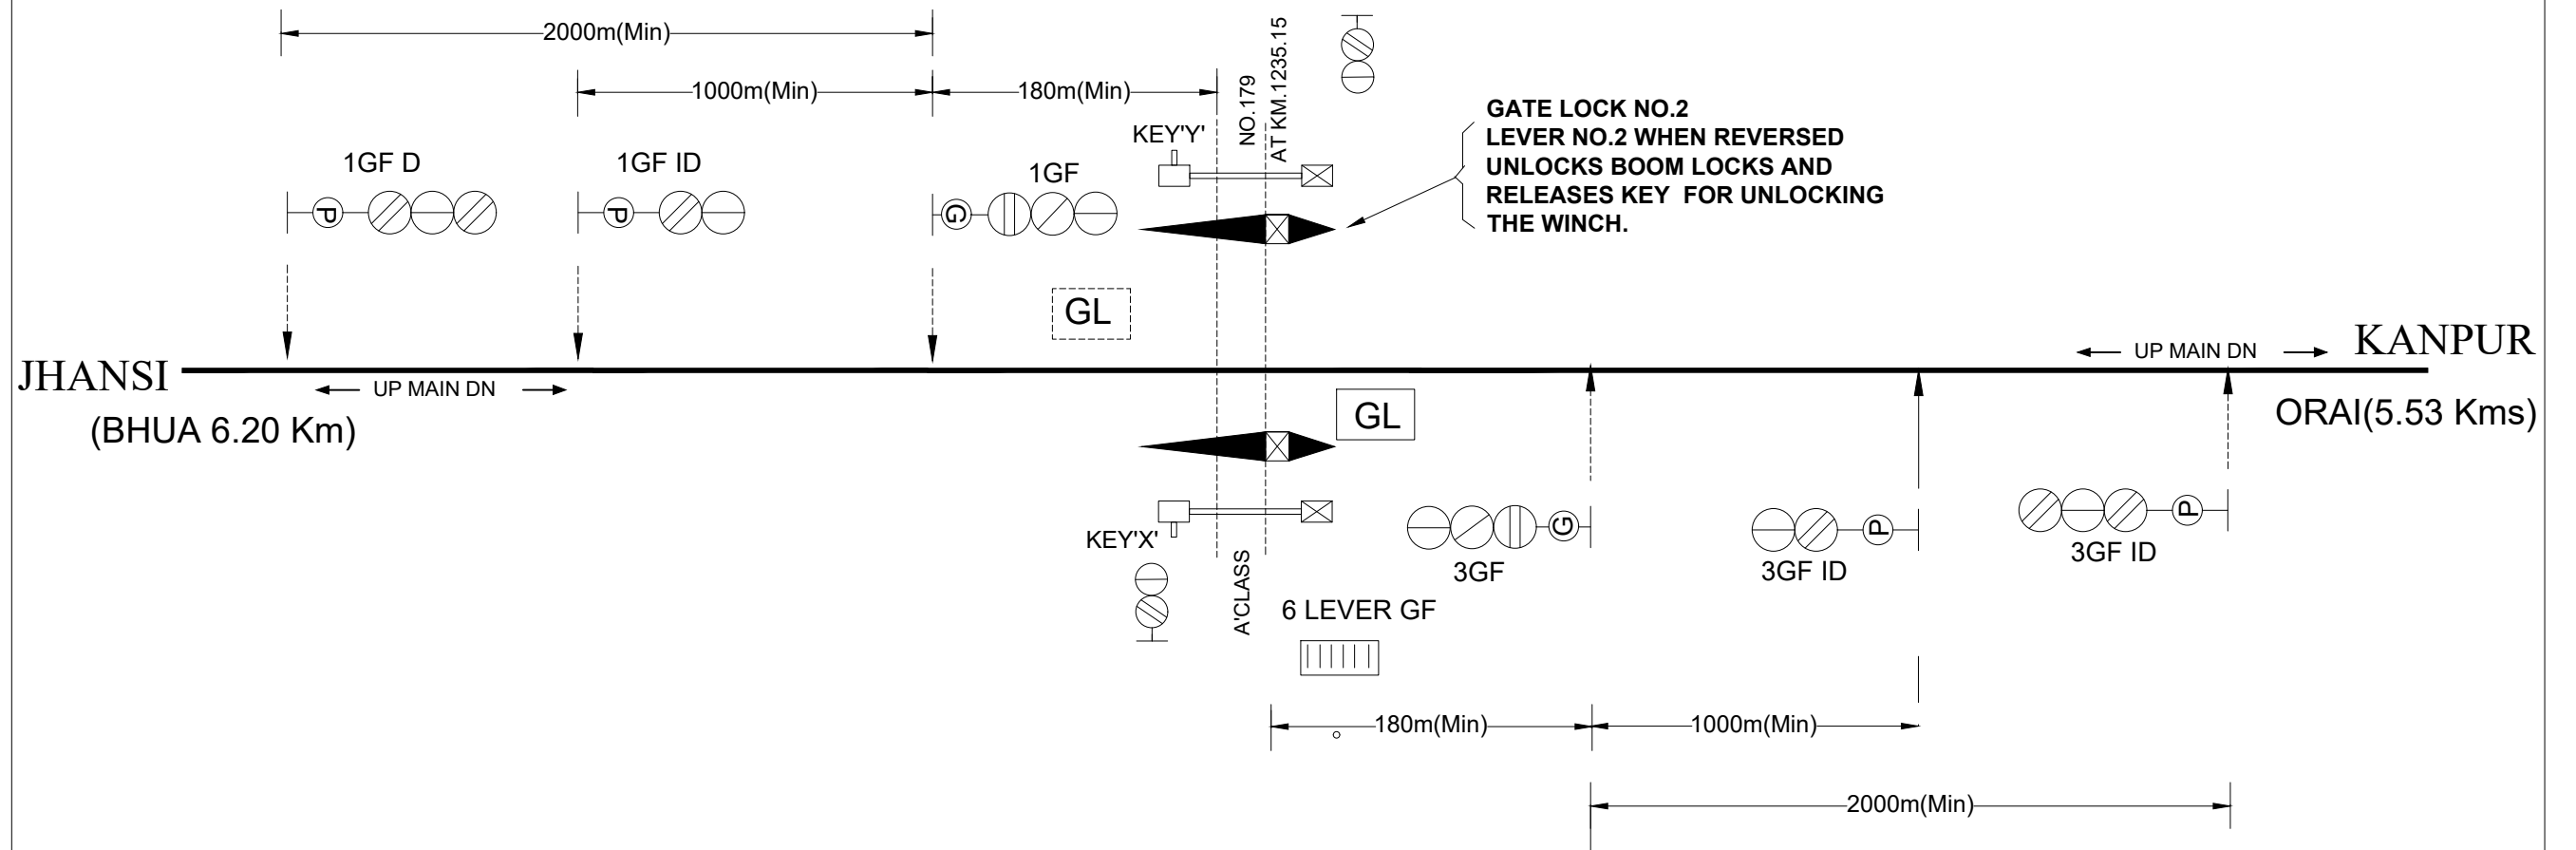 2000m(Min)
1000m(Min)
180m(Min)
NO.179
AT KM.1235.15
KEY'Y'
GATE LOCK NO.2
LEVER NO.2 WHEN REVERSED
UNLOCKS BOOM LOCKS AND
RELEASES KEY FOR UNLOCKING
THE WINCH.
1GF D
1GF ID
1GF
P
P
G
GL
JHANSI
UP MAIN DN
UP MAIN DN
KANPUR
(BHUA 6.20 Km)
GL
ORAI(5.53 Kms)
KEY'X'
A'CLASS
G
P
P
3GF
3GF ID
3GF ID
6 LEVER GF
180m(Min)
1000m(Min)
2000m(Min)